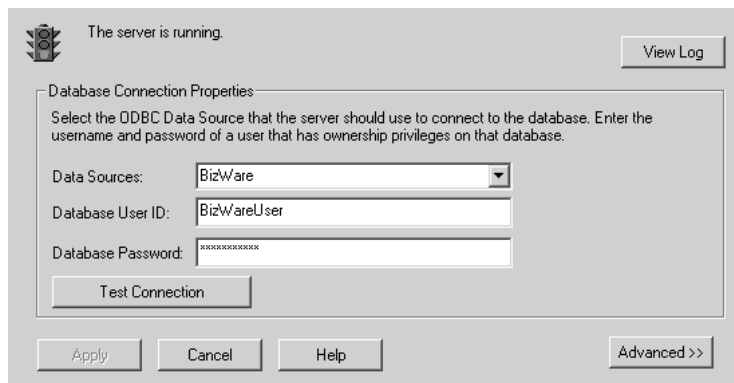 The server is running.
View Log
Database Connection Properties
Select the ODBC Data Source that the server should use to connect to the database. Enter the
username and password of a user that has ownership privileges on that database.
Data Sources:
BizWare
Database User ID:
BizWareUser
Database Password:
***********
Test Connection
Apply
Cancel
Help
Advanced >>